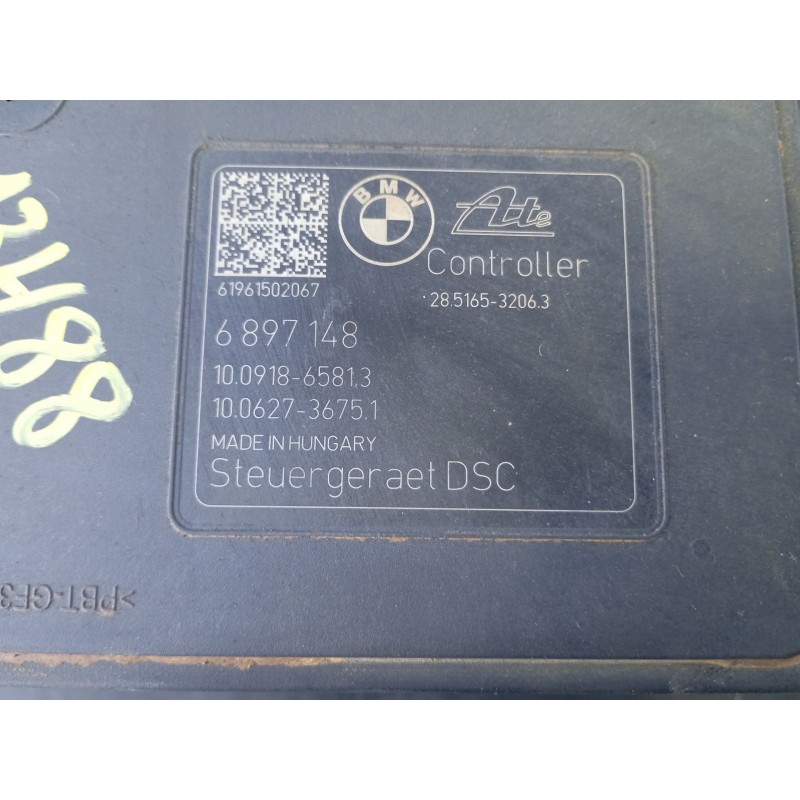 BMW
Ate
Controller
61961502067
28.5165-3206.3
6 897 148
10.0918-6581.3
10.0627-3675.1
MADE IN HUNGARY
Steuergeraet DSC
>PBT-GF3